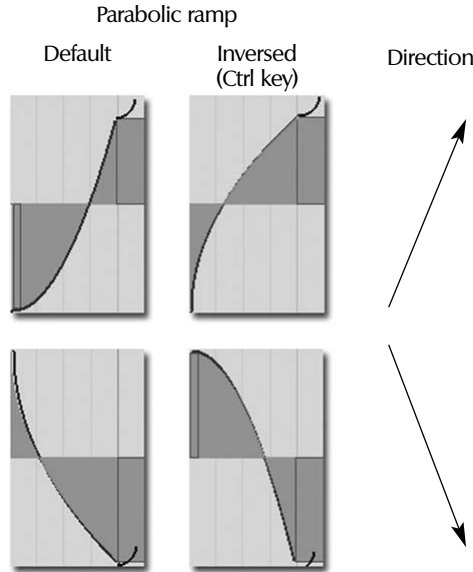 Parabolic ramp
Default
Inversed
(Ctrl key)
Direction